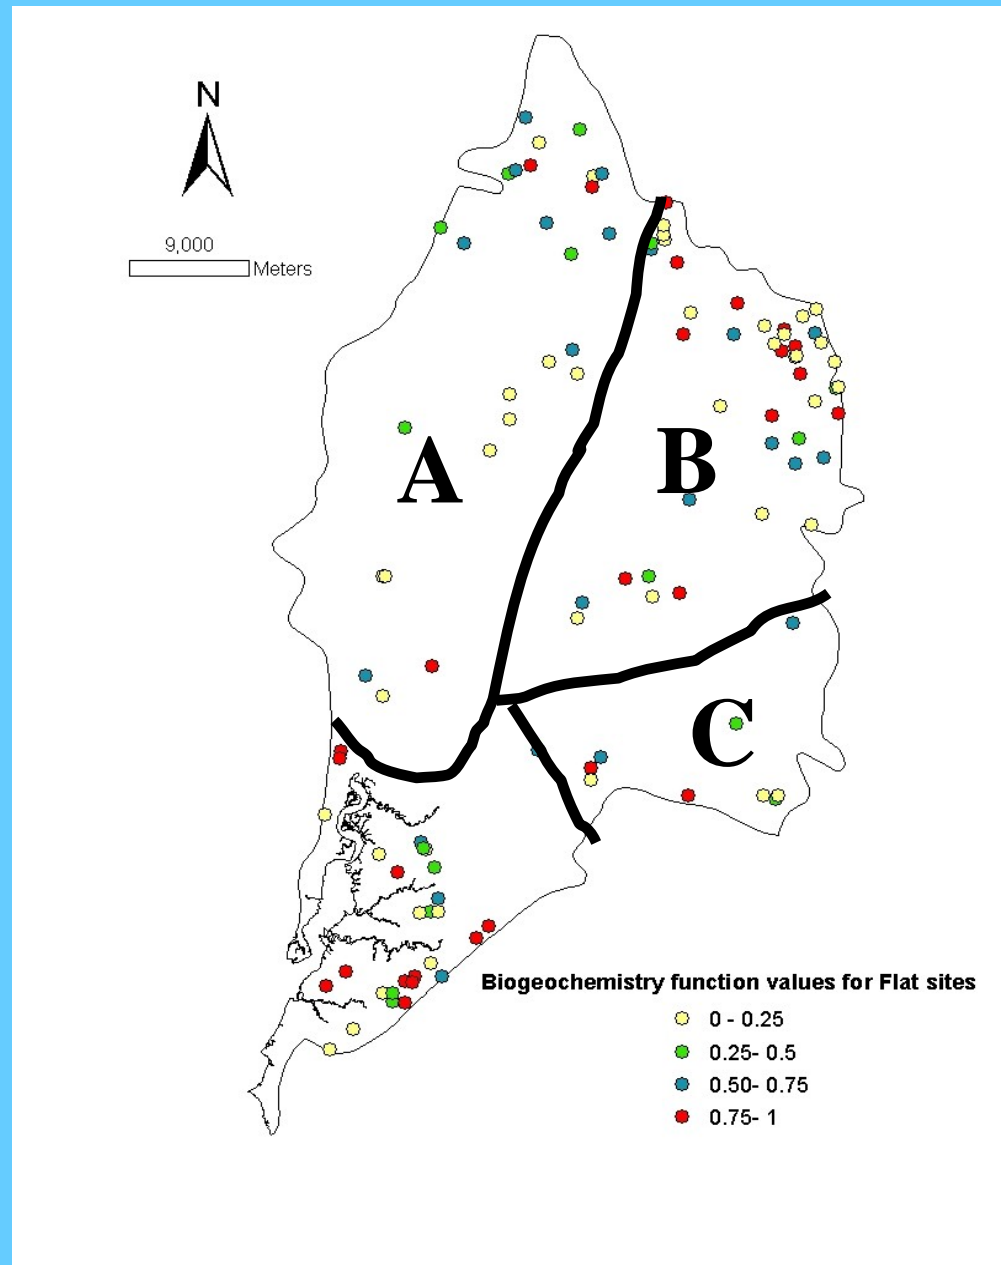 N
9,000
Meters
A
B
C
Biogeochemistry function values for Flat sites
0 - 0.25
0.25- 0.5
0.50- 0.75
0.75- 1